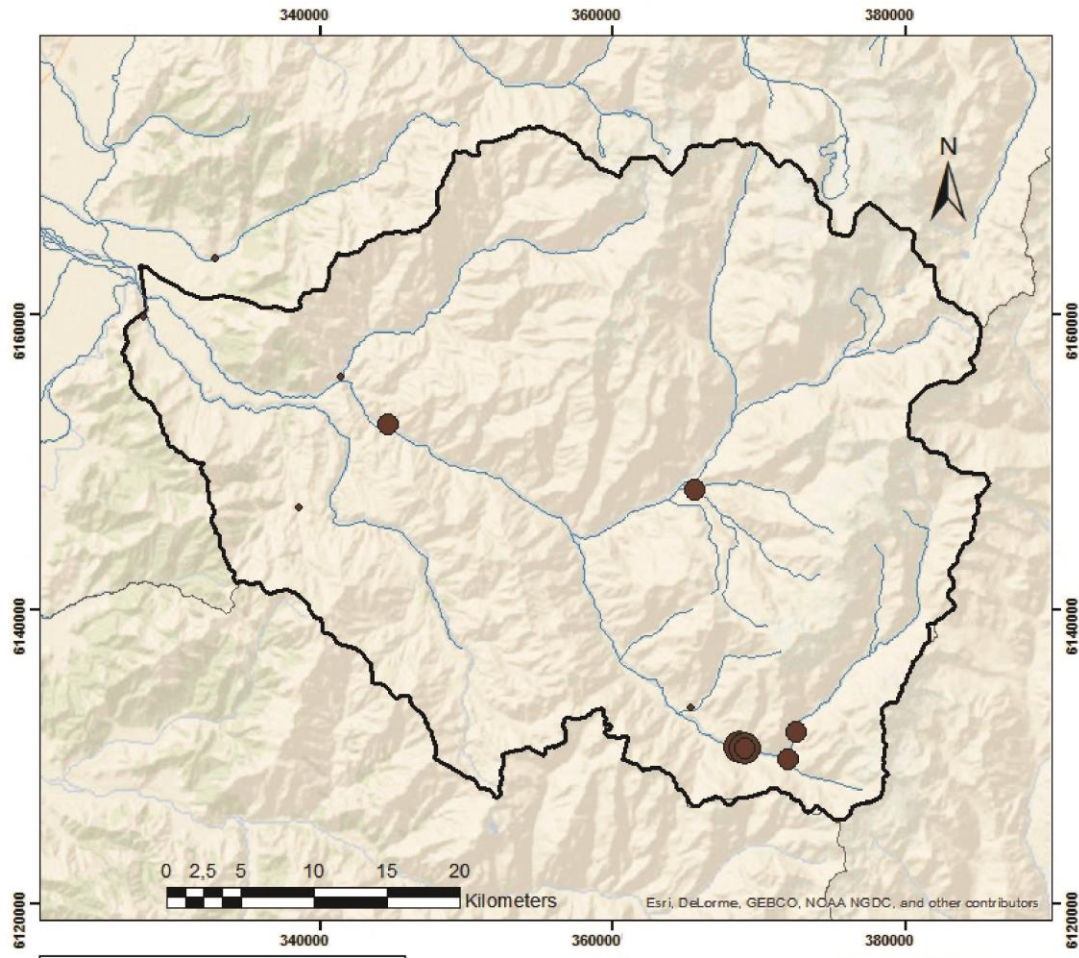 340000 360000 380000
N
6160000 6160000
6140000 6140000
0 2,5 5 10 15 20
Kilometers
Esri, DeLorme, GEBCO, NOAA NGDC, and other contributors
6120000 6120000
340000 360000 380000